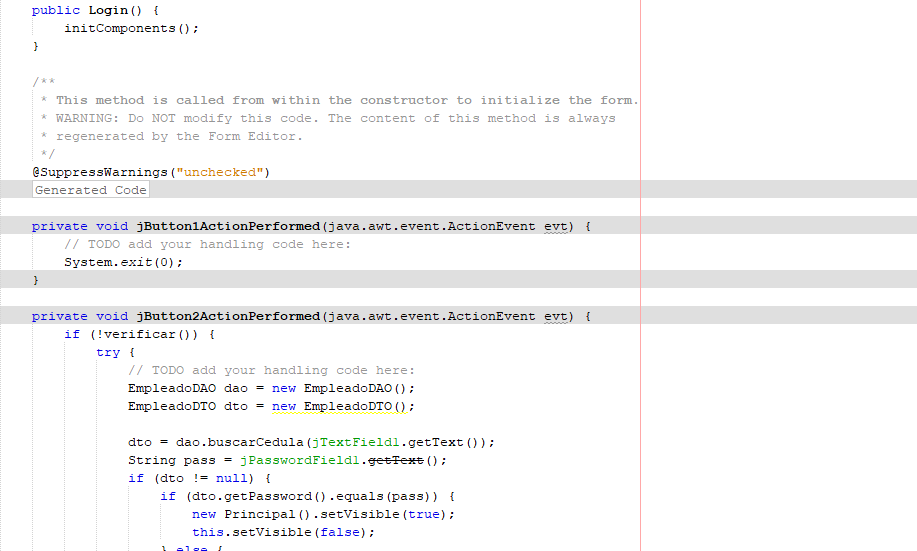 public Login() {
initComponents();
}
/**
* This method is called from within the constructor to initialize the form.
* WARNING: Do NOT modify this code. The content of this method is always
* regenerated by the Form Editor.
*/
@SuppressWarnings("unchecked")
Generated Code
private void jButton1ActionPerformed(java.awt.event.ActionEvent evt) {
// TODO add your handling code here:
System.exit(0);
}
private void jButton2ActionPerformed(java.awt.event.ActionEvent evt) {
if (!verificar()) {
try {
// TODO add your handling code here:
EmpleadoDAO dao = new EmpleadoDAO();
EmpleadoDTO dto = new EmpleadoDTO();
dto = dao.buscarCedula(jTextField1.getText());
String pass = jPasswordField1.getText();
if (dto != null) {
if (dto.getPassword().equals(pass)) {
new Principal().setVisible(true);
this.setVisible(false);
} else {